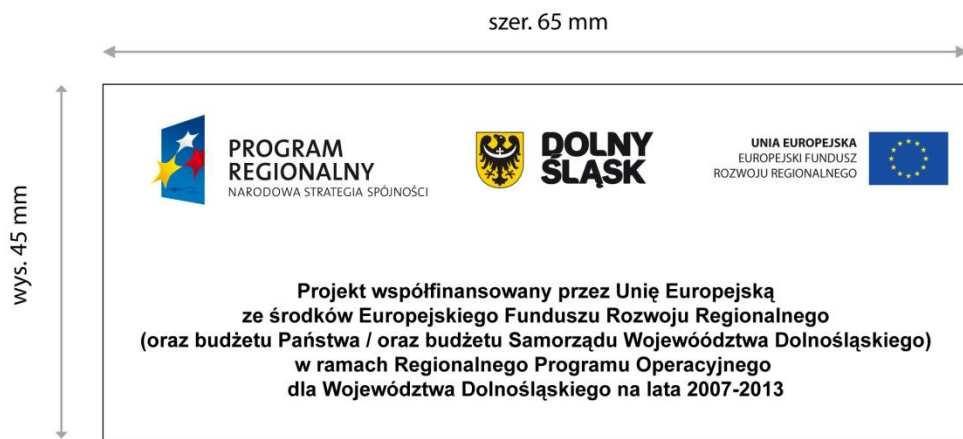 szer. 65 mm
wys. 45 mm
PROGRAM
REGIONALNY
NARODOWA STRATEGIA SPÓJNOŚCI
DOLNY
ŚLĄSK
UNIA EUROPEJSKA
EUROPEJSKI FUNDUSZ
ROZWOJU REGIONALNEGO
Projekt współfinansowany przez Unię Europejską
ze środków Europejskiego Funduszu Rozwoju Regionalnego
(oraz budżetu Państwa / oraz budżetu Samorządu Wojewóództwa Dolnośląskiego)
w ramach Regionalnego Programu Operacyjnego
dla Województwa Dolnośląskiego na lata 2007-2013